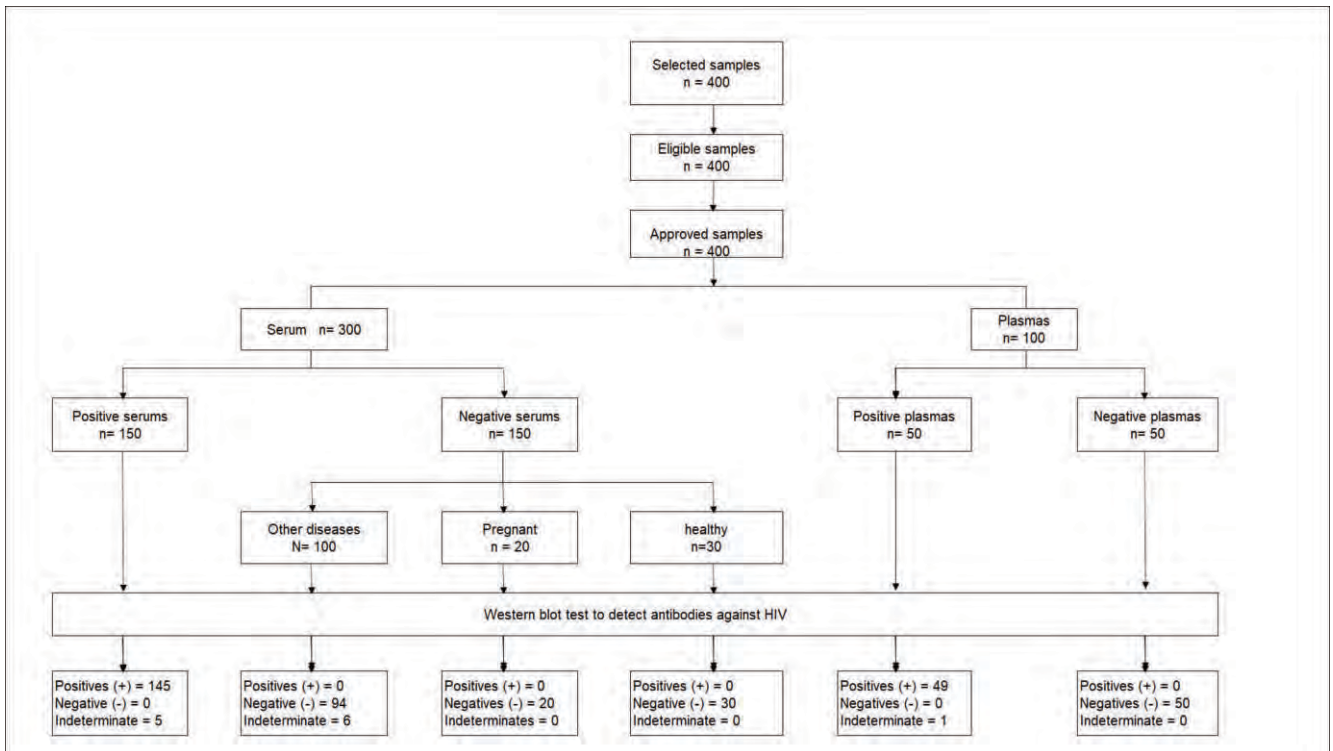 Selected samples
n = 400
Eligible samples
n = 400
Approved samples
n = 400
Serum n= 300
Plasmas
n= 100
Positive serums
n= 150
Negative serums
n= 150
Positive plasmas
n= 50
Negative plasmas
n= 50
Other diseases
N= 100
Pregnant
n = 20
healthy
n=30
Western blot test to detect antibodies against HIV
Positives (+) = 145
Negative (-) = 0
Indeterminate = 5
Positives (+) = 0
Negative (-) = 94
Indeterminate = 6
Positives (+) = 0
Negatives (-) = 20
Indeterminates = 0
Positives (+) = 0
Negative (-) = 30
Indeterminate = 0
Positives (+) = 49
Negatives (-) = 0
Indeterminate = 1
Positives (+) = 0
Negatives (-) = 50
Indeterminate = 0